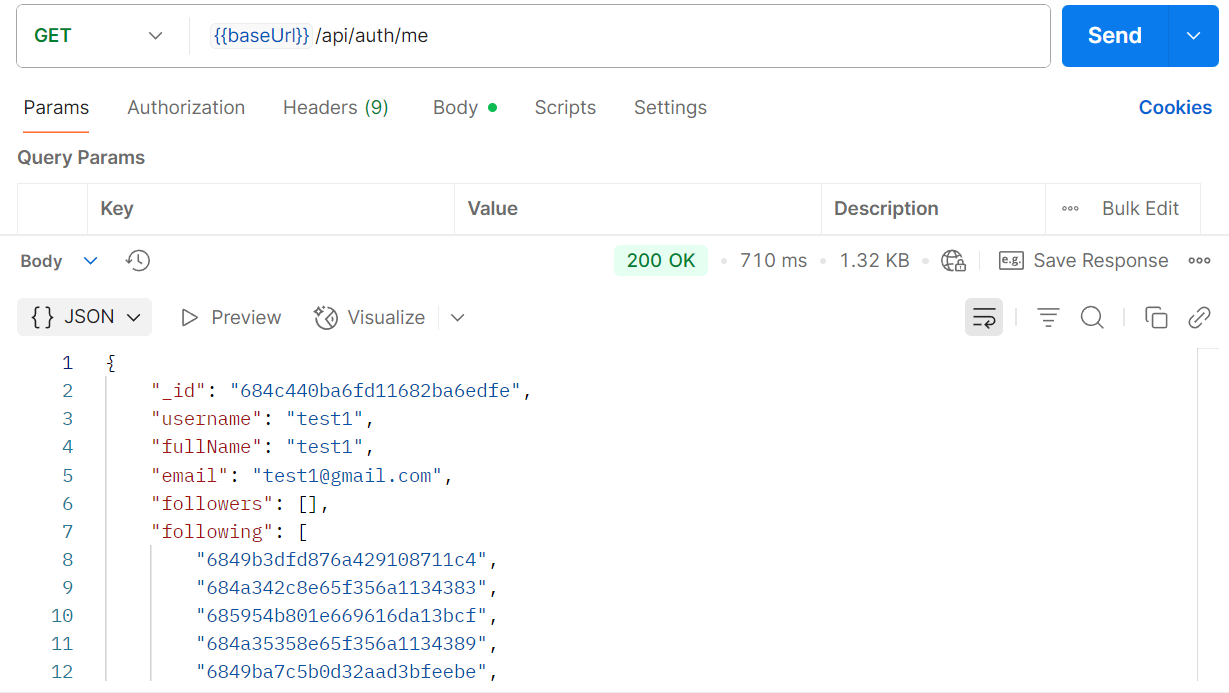 GET {{baseUrl}} /api/auth/me Send
Params Authorization Headers (9) Body Scripts Settings Cookies
Query Params
Key Value Description Bulk Edit
Body 200 OK 710 ms 1.32 KB e.g. Save Response
{} JSON Preview Visualize
1 {
2 "_id": "684c440ba6fd11682ba6edfe",
3 "username": "test1",
4 "fullName": "test1",
5 "email": "test1@gmail.com",
6 "followers": [],
7 "following": [
8 "6849b3dfd876a429108711c4",
9 "684a342c8e65f356a1134383",
10 "685954b801e669616da13bcf",
11 "684a35358e65f356a1134389",
12 "6849ba7c5b0d32aad3bfeebe",